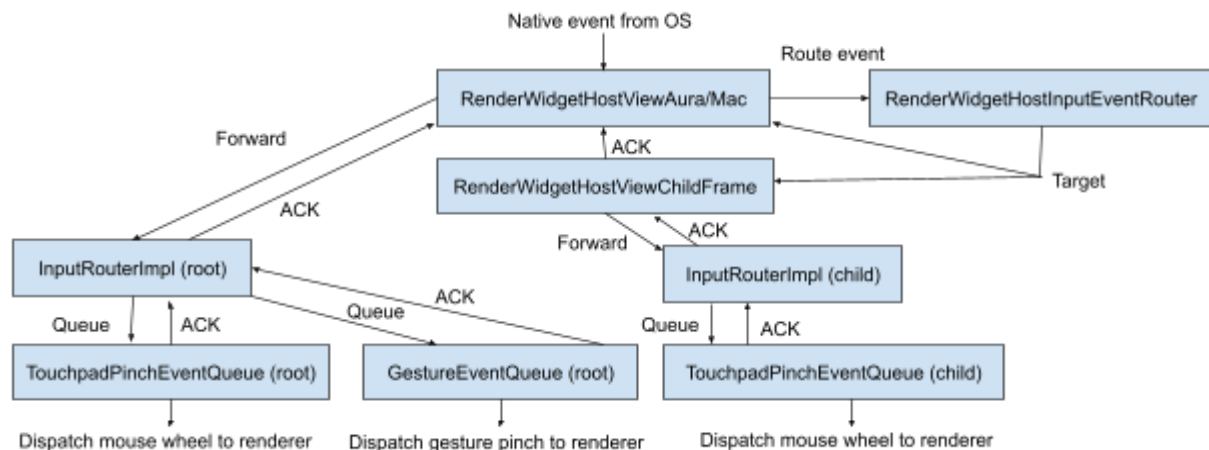 Native event from OS
Route event
RenderWidgetHostViewAura/Mac
RenderWidgetHostInputEventRouter
Forward
ACK
RenderWidgetHostViewChildFrame
Target
ACK
Forward
ACK
InputRouterImpl (root)
InputRouterImpl (child)
ACK
Queue
ACK
Queue
Queue
ACK
TouchpadPinchEventQueue (root)
GestureEventQueue (root)
TouchpadPinchEventQueue (child)
Dispatch mouse wheel to renderer
Dispatch gesture pinch to renderer
Dispatch mouse wheel to renderer